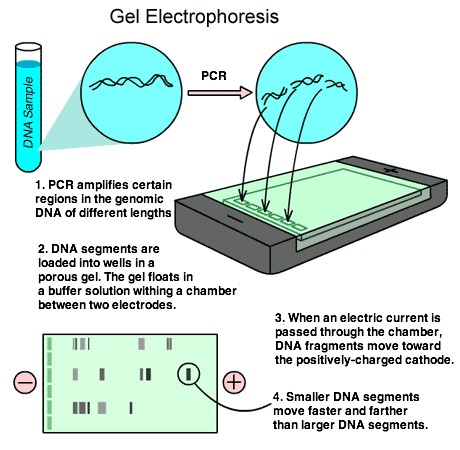 Gel Electrophoresis
DNA Sample
PCR
1. PCR amplifies certain
regions in the genomic
DNA of different lengths
2. DNA segments are
loaded into wells in a
porous gel. The gel floats in
a buffer solution withing a chamber
between two electrodes.
3. When an electric current is
passed through the chamber,
DNA fragments move toward
the positively-charged cathode.
4. Smaller DNA segments
move faster and farther
than larger DNA segments.